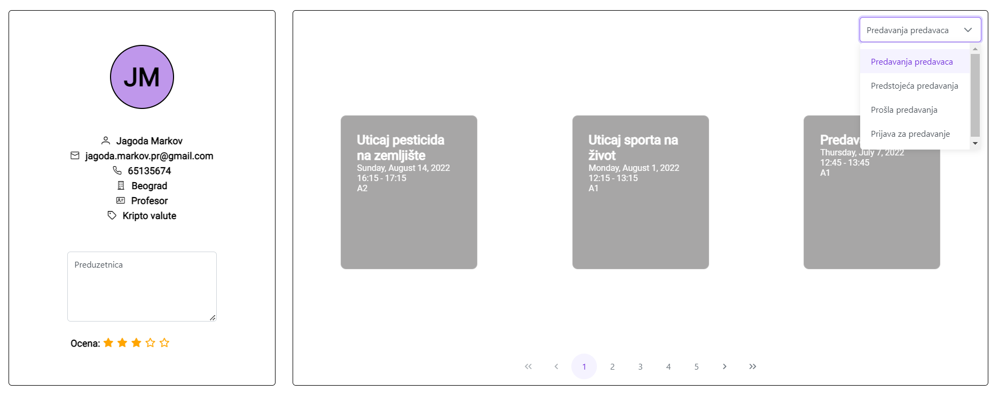 JM
Jagoda Markov
jagoda.markov.pr@gmail.com
65135674
Beograd
Profesor
Kripto valute
Preduzetnica
Ocena:
Predavanja predavaca
Predavanja predavaca
Predstojeća predavanja
Prošla predavanja
Prijava za predavanje
Uticaj pesticida
na zemljište
Sunday, August 14, 2022
16:15 - 17:15
A2
Uticaj sporta na
život
Monday, August 1, 2022
12:15 - 13:15
A1
Thursday, July 7, 2022
12:45 - 13:45
A1
1 2 3 4 5